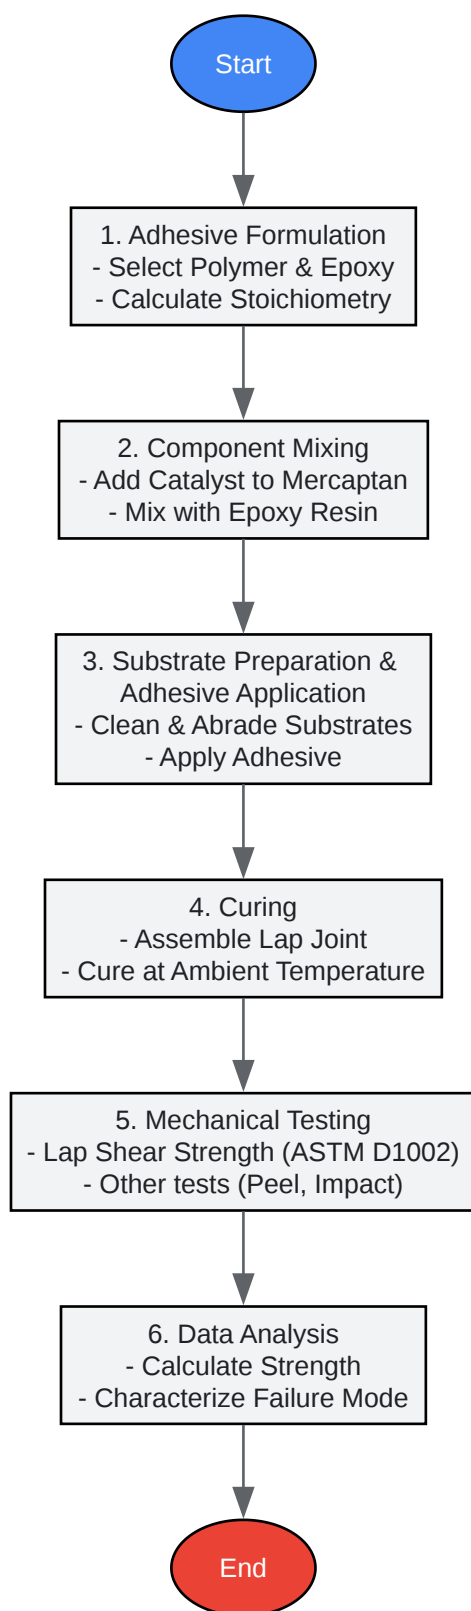 Start
1. Adhesive Formulation
- Select Polymer & Epoxy
- Calculate Stoichiometry
2. Component Mixing
- Add Catalyst to Mercaptan
- Mix with Epoxy Resin
3. Substrate Preparation &
Adhesive Application
- Clean & Abrade Substrates
- Apply Adhesive
4. Curing
- Assemble Lap Joint
- Cure at Ambient Temperature
5. Mechanical Testing
- Lap Shear Strength (ASTM D1002)
- Other tests (Peel, Impact)
6. Data Analysis
- Calculate Strength
- Characterize Failure Mode
End